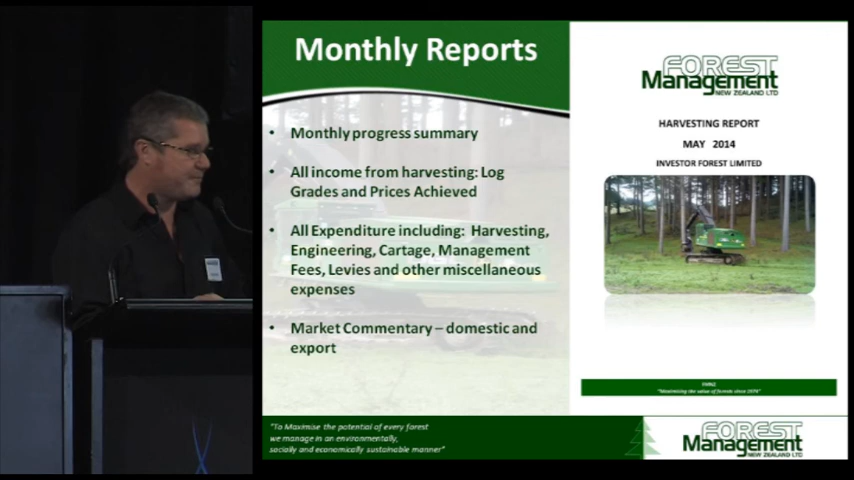 Monthly Reports
• Monthly progress summary
• All income from harvesting: Log
Grades and Prices Achieved
• All Expenditure including: Harvesting,
Engineering, Cartage, Management
Fees, Levies and other miscellaneous
expenses
• Market Commentary – domestic and
export
"To Maximise the potential of every forest
we manage in an environmentally,
socially and economically sustainable manner"
FOREST
Management
NEW ZEALAND LTD
HARVESTING REPORT
MAY 2014
INVESTOR FOREST LIMITED
FMNZ
"Maximising the value of forests since 1976"
FOREST
Management
NEW ZEALAND LTD